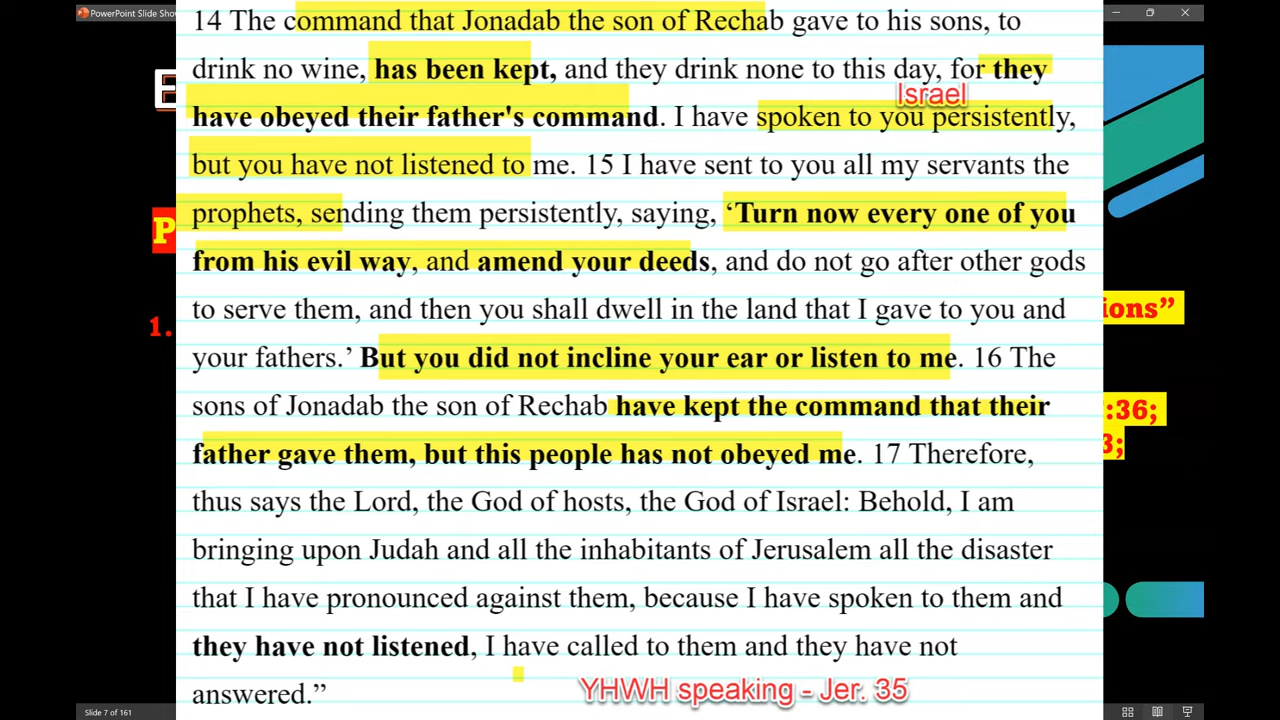 PowerPoint Slide Sho
14 The command that Jonadab the son of Rechab gave to his sons, to
drink no wine, has been kept, and they drink none to this day, for they
Israel
have obeyed their father's command. I have spoken to you persistently,
but you have not listened to me. 15 I have sent to you all my servants the
prophets, sending them persistently, saying, ‘Turn now every one of you
from his evil way, and amend your deeds, and do not go after other gods
to serve them, and then you shall dwell in the land that I gave to you and
your fathers.’ But you did not incline your ear or listen to me. 16 The
sons of Jonadab the son of Rechab have kept the command that their
father gave them, but this people has not obeyed me. 17 Therefore,
thus says the Lord, the God of hosts, the God of Israel: Behold, I am
bringing upon Judah and all the inhabitants of Jerusalem all the disaster
that I have pronounced against them, because I have spoken to them and
they have not listened, I have called to them and they have not
answered.”
YHWH speaking - Jer. 35
E
P
1.
ions”
:36;
3;
Slide 7 of 161